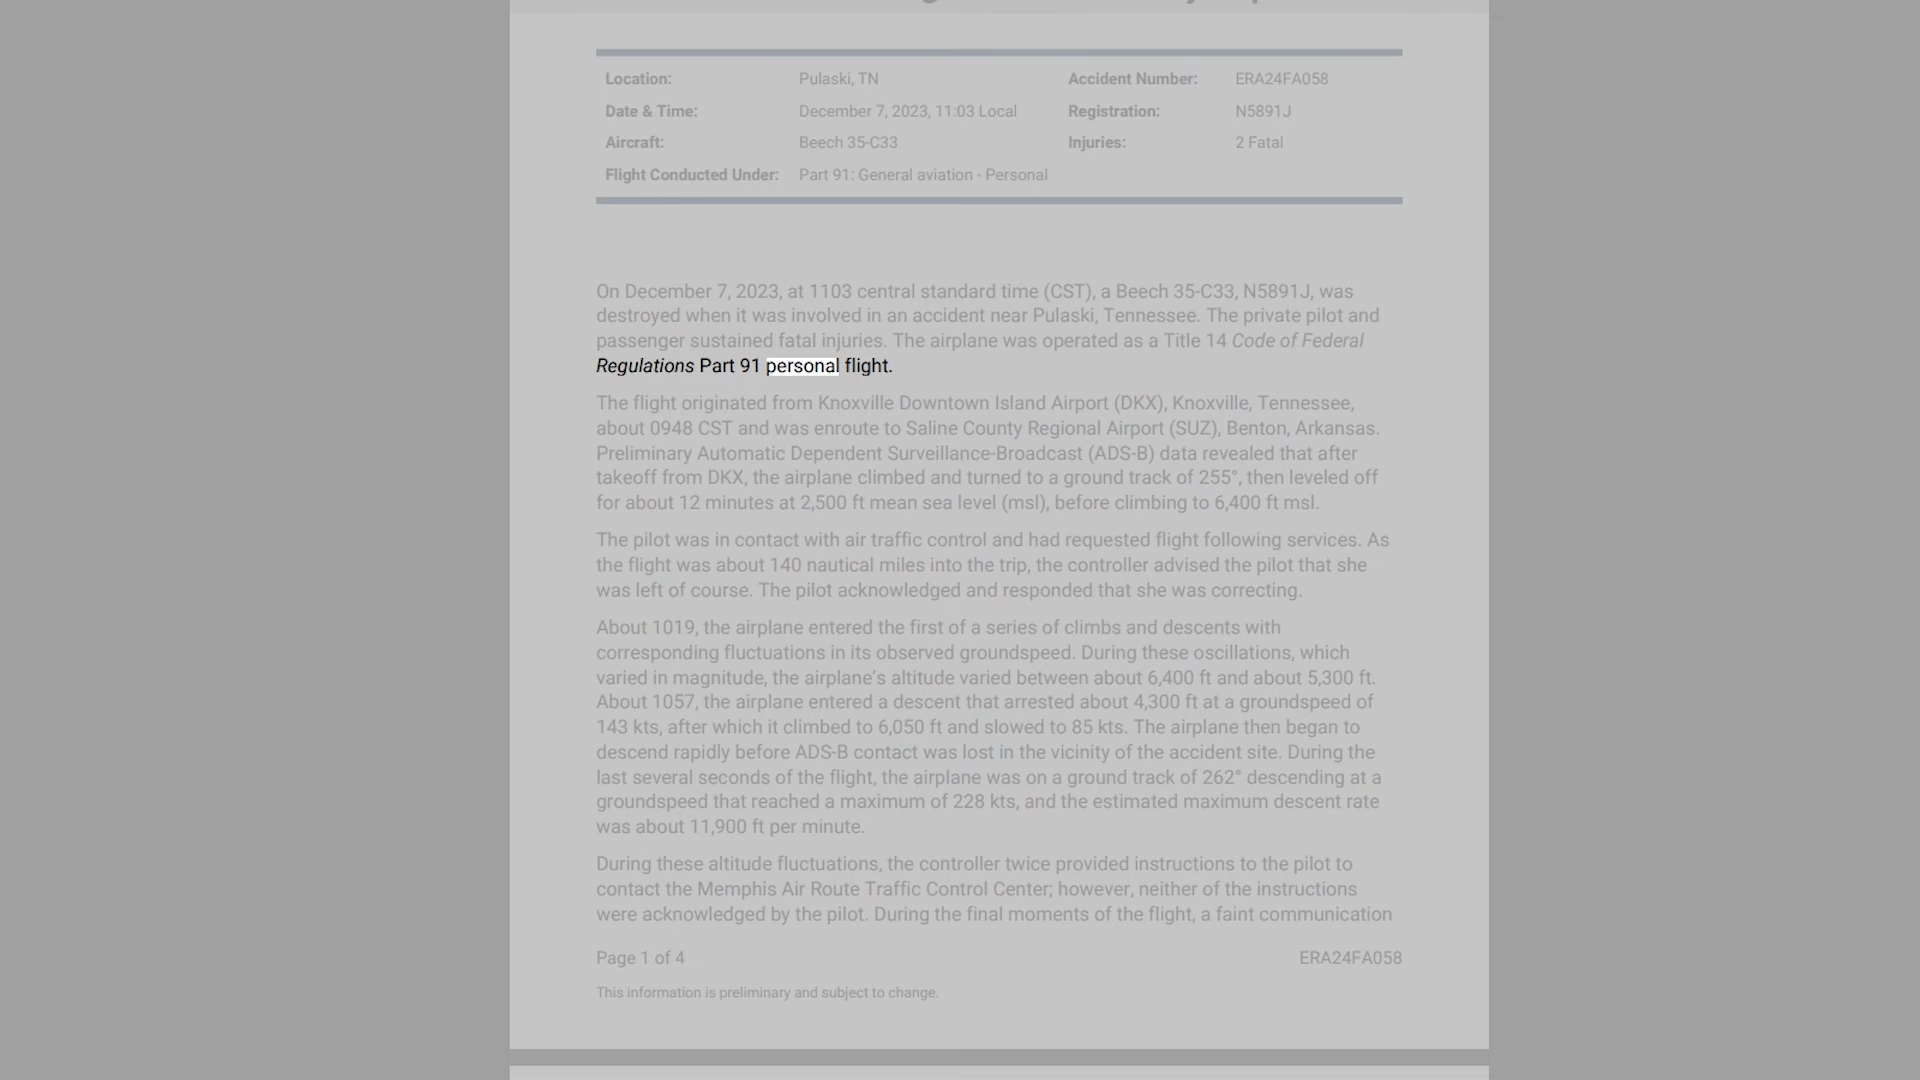 Location: Pulaski, TN Accident Number: ERA24FA058
Date & Time: December 7, 2023, 11:03 Local Registration: N5891J
Aircraft: Beech 35-C33 Injuries: 2 Fatal
Flight Conducted Under: Part 91: General aviation - Personal
On December 7, 2023, at 1103 central standard time (CST), a Beech 35-C33, N5891J, was
destroyed when it was involved in an accident near Pulaski, Tennessee. The private pilot and
passenger sustained fatal injuries. The airplane was operated as a Title 14 Code of Federal
Regulations Part 91 personal flight.
The flight originated from Knoxville Downtown Island Airport (DKX), Knoxville, Tennessee,
about 0948 CST and was enroute to Saline County Regional Airport (SUZ), Benton, Arkansas.
Preliminary Automatic Dependent Surveillance-Broadcast (ADS-B) data revealed that after
takeoff from DKX, the airplane climbed and turned to a ground track of 255°, then leveled off
for about 12 minutes at 2,500 ft mean sea level (msl), before climbing to 6,400 ft msl.
The pilot was in contact with air traffic control and had requested flight following services. As
the flight was about 140 nautical miles into the trip, the controller advised the pilot that she
was left of course. The pilot acknowledged and responded that she was correcting.
About 1019, the airplane entered the first of a series of climbs and descents with
corresponding fluctuations in its observed groundspeed. During these oscillations, which
varied in magnitude, the airplane's altitude varied between about 6,400 ft and about 5,300 ft.
About 1057, the airplane entered a descent that arrested about 4,300 ft at a groundspeed of
143 kts, after which it climbed to 6,050 ft and slowed to 85 kts. The airplane then began to
descend rapidly before ADS-B contact was lost in the vicinity of the accident site. During the
last several seconds of the flight, the airplane was on a ground track of 262° descending at a
groundspeed that reached a maximum of 228 kts, and the estimated maximum descent rate
was about 11,900 ft per minute.
During these altitude fluctuations, the controller twice provided instructions to the pilot to
contact the Memphis Air Route Traffic Control Center; however, neither of the instructions
were acknowledged by the pilot. During the final moments of the flight, a faint communication
Page 1 of 4 ERA24FA058
This information is preliminary and subject to change.